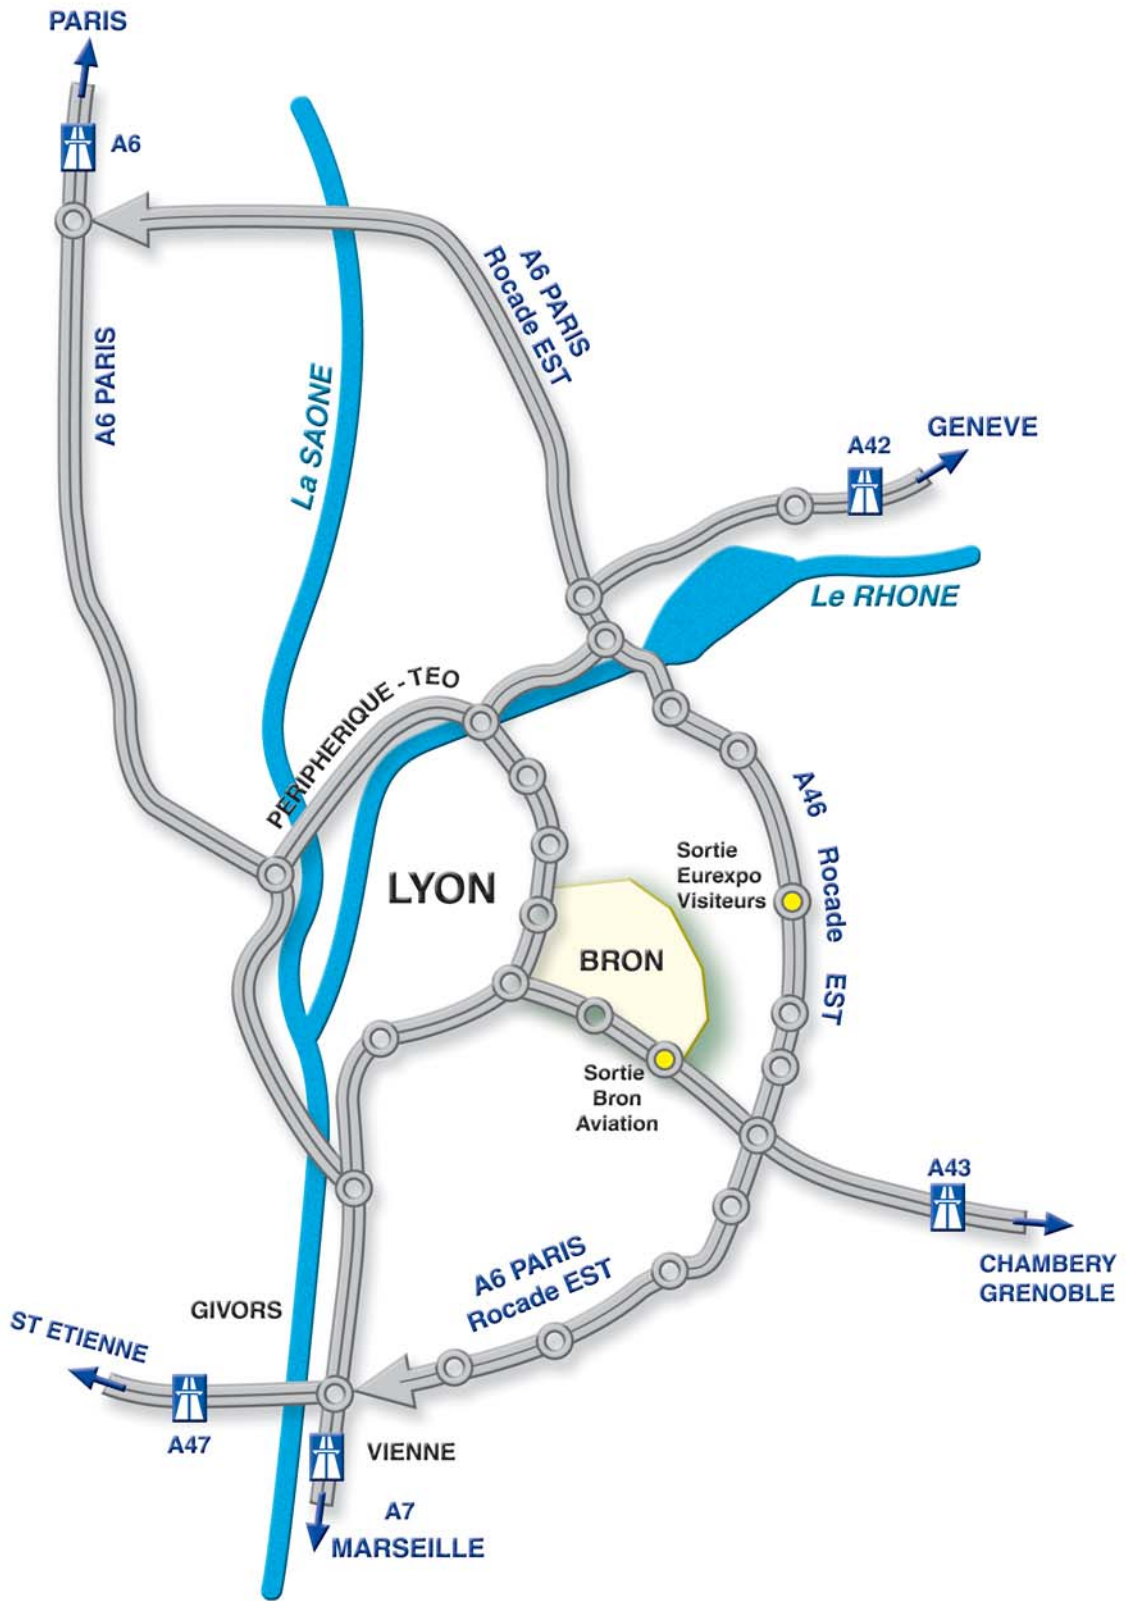 PARIS
A6
A6 PARIS
Rocade EST
A6 PARIS
La SAONE
A42
GENEVE
Le RHONE
PERIPHERIQUE - TEO
A46 Rocade EST
Sortie
Eurexpo
Visiteurs
LYON
BRON
Sortie
Bron
Aviation
A43
CHAMBERY
GRENOBLE
A6 PARIS
Rocade EST
GIVORS
ST ETIENNE
A47
VIENNE
A7
MARSEILLE